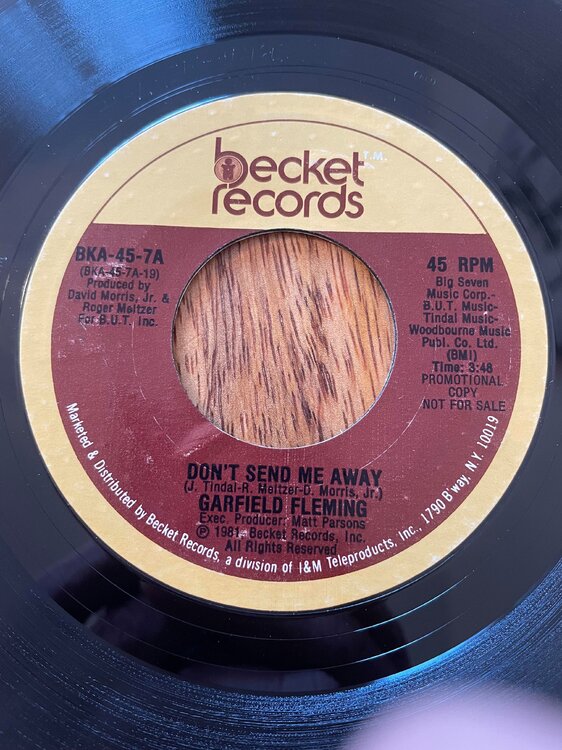 becket T.M.
records
BKA-45-7A
(BKA-45-7A-19)
Produced by
David Morris, Jr. &
Roger Meltzer
For B.U.T. Inc.
45 RPM
Big Seven
Music Corp.-
B.U.T. Music-
Tindal Music-
Woodbourne Music
Publ. Co. Ltd.
(BMI)
Time: 3:48
PROMOTIONAL
COPY
NOT FOR SALE
DON'T SEND ME AWAY
(J. Tindal-R. Meltzer-D. Morris, Jr.)
GARFIELD FLEMING
Exec. Producer: Matt Parsons
℗ 1981 Becket Records, Inc.
All Rights Reserved
Marketed & Distributed by Becket Records, a division of I&M Teleproducts, Inc., 1790 B'way, N.Y. 10019